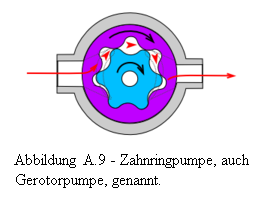 Abbildung A.9 - Zahnringpumpe, auch
Gerotorpumpe, genannt.